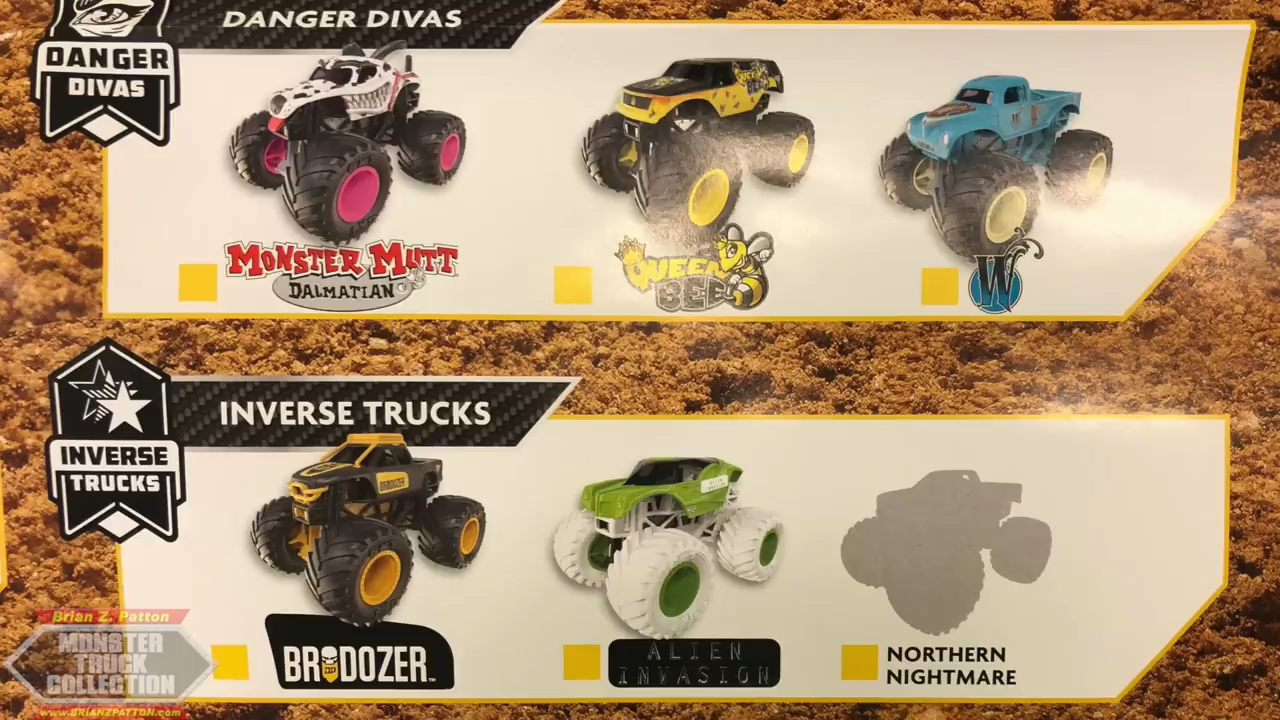 DANGER DIVAS
DANGER
DIVAS
MONSTER MUTT
DALMATIAN
QUEEN
BEE
W
INVERSE TRUCKS
INVERSE
TRUCKS
BRODOZER
BRODOZER™
ALIEN
INVASION
NORTHERN
NIGHTMARE
Brian Z. Patton
MONSTER
TRUCK
COLLECTION
www.BRIANZPATTON.com